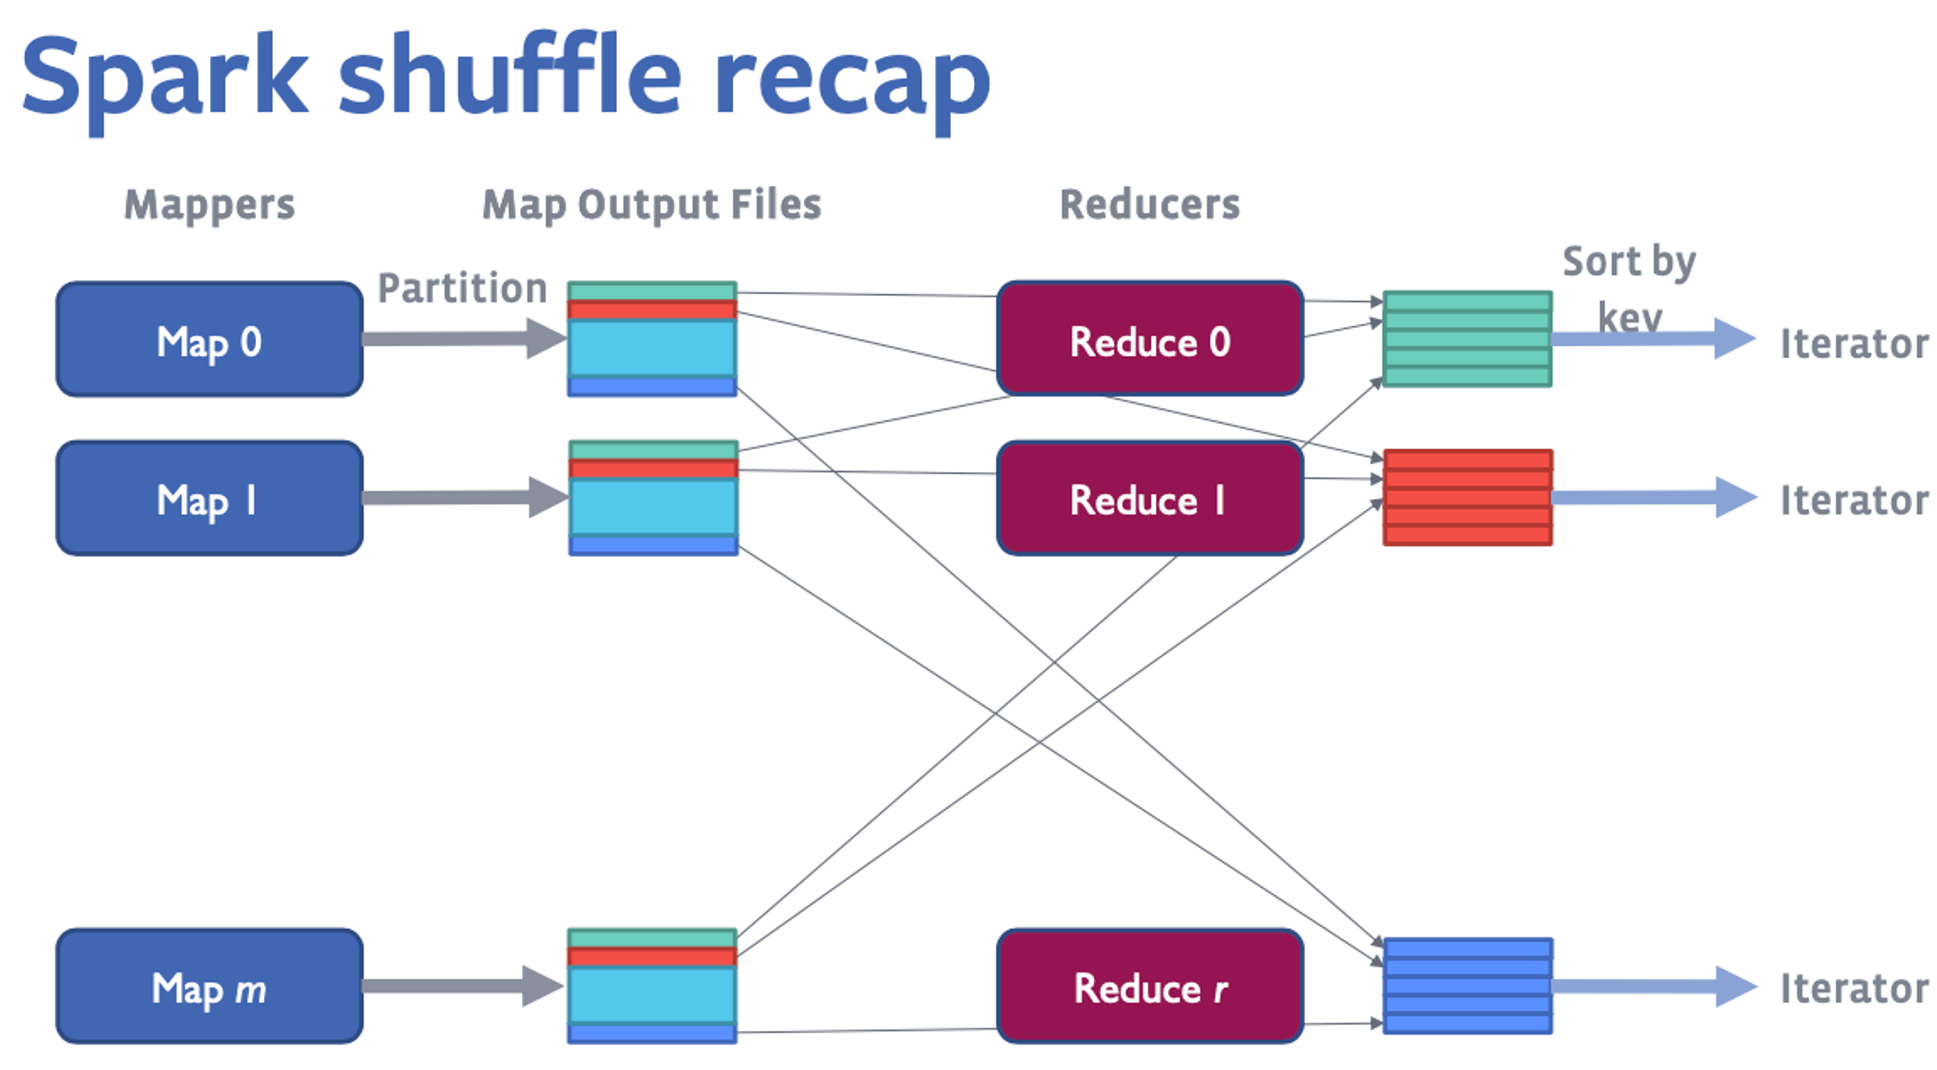 Spark shuffle recap
Mappers
Map Output Files
Reducers
Partition
Sort by
key
Map 0
Reduce 0
Iterator
Map 1
Reduce 1
Iterator
Map m
Reduce r
Iterator